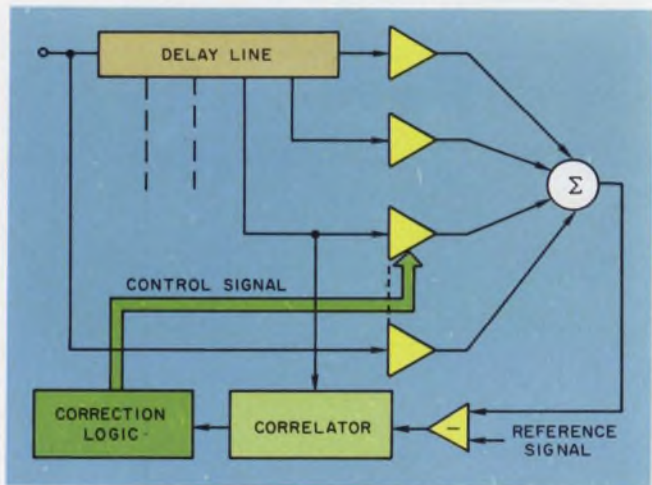 DELAY LINE
Σ
CONTROL SIGNAL
CORRECTION
LOGIC
CORRELATOR
−
REFERENCE
SIGNAL